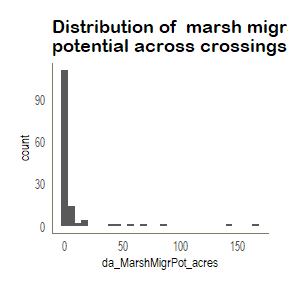 Distribution of  marsh migr
potential across crossings
count
90
60
30
0
0 50 100 150
da_MarshMigrPot_acres